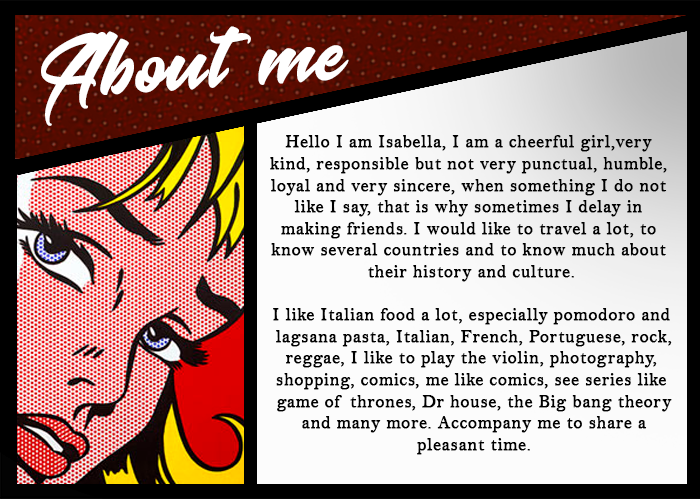 About me
Hello I am Isabella, I am a cheerful girl,very
kind, responsible but not very punctual, humble,
loyal and very sincere, when something I do not
like I say, that is why sometimes I delay in
making friends. I would like to travel a lot, to
know several countries and to know much about
their history and culture.
I like Italian food a lot, especially pomodoro and
lagsana pasta, Italian, French, Portuguese, rock,
reggae, I like to play the violin, photography,
shopping, comics, me like comics, see series like
game of thrones, Dr house, the Big bang theory
and many more. Accompany me to share a
pleasant time.